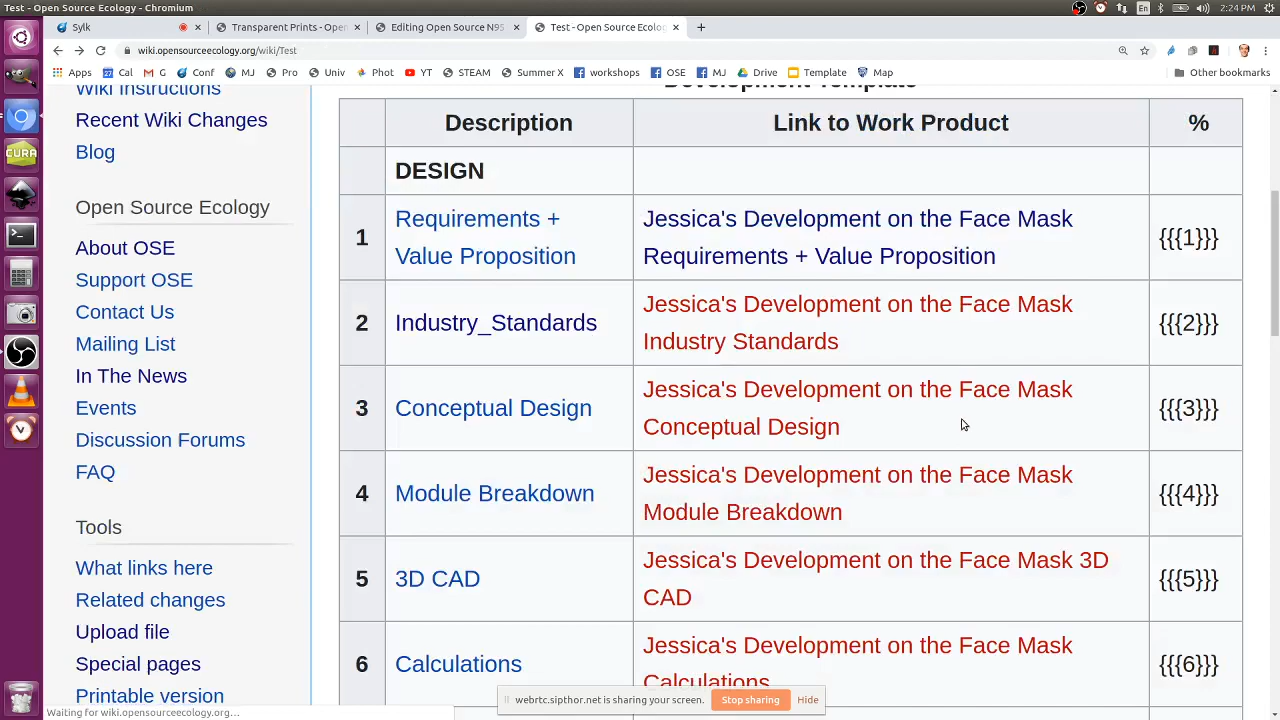 Test - Open Source Ecology - Chromium
En
2:24 PM
Sylk
Transparent Prints - Open
Editing Open Source N95
Test - Open Source Ecolo
wiki.opensourceecology.org/wiki/Test
Apps
Cal
G
Conf
MJ
Pro
Univ
Phot
YT
STEAM
Summer X
workshops
OSE
MJ
Drive
Template
Map
Other bookmarks
Wiki Instructions
Recent Wiki Changes
Blog
Open Source Ecology
About OSE
Support OSE
Contact Us
Mailing List
In The News
Events
Discussion Forums
FAQ
Tools
What links here
Related changes
Upload file
Special pages
Printable version
Development Template
Description
Link to Work Product
%
DESIGN
1
Requirements +
Value Proposition
Jessica's Development on the Face Mask
Requirements + Value Proposition
{{{1}}}
2
Industry_Standards
Jessica's Development on the Face Mask
Industry Standards
{{{2}}}
3
Conceptual Design
Jessica's Development on the Face Mask
Conceptual Design
{{{3}}}
4
Module Breakdown
Jessica's Development on the Face Mask
Module Breakdown
{{{4}}}
5
3D CAD
Jessica's Development on the Face Mask 3D
CAD
{{{5}}}
6
Calculations
Jessica's Development on the Face Mask
Calculations
{{{6}}}
webrtc.sipthor.net is sharing your screen.
Stop sharing
Hide
Waiting for wiki.opensourceecology.org...
CURA